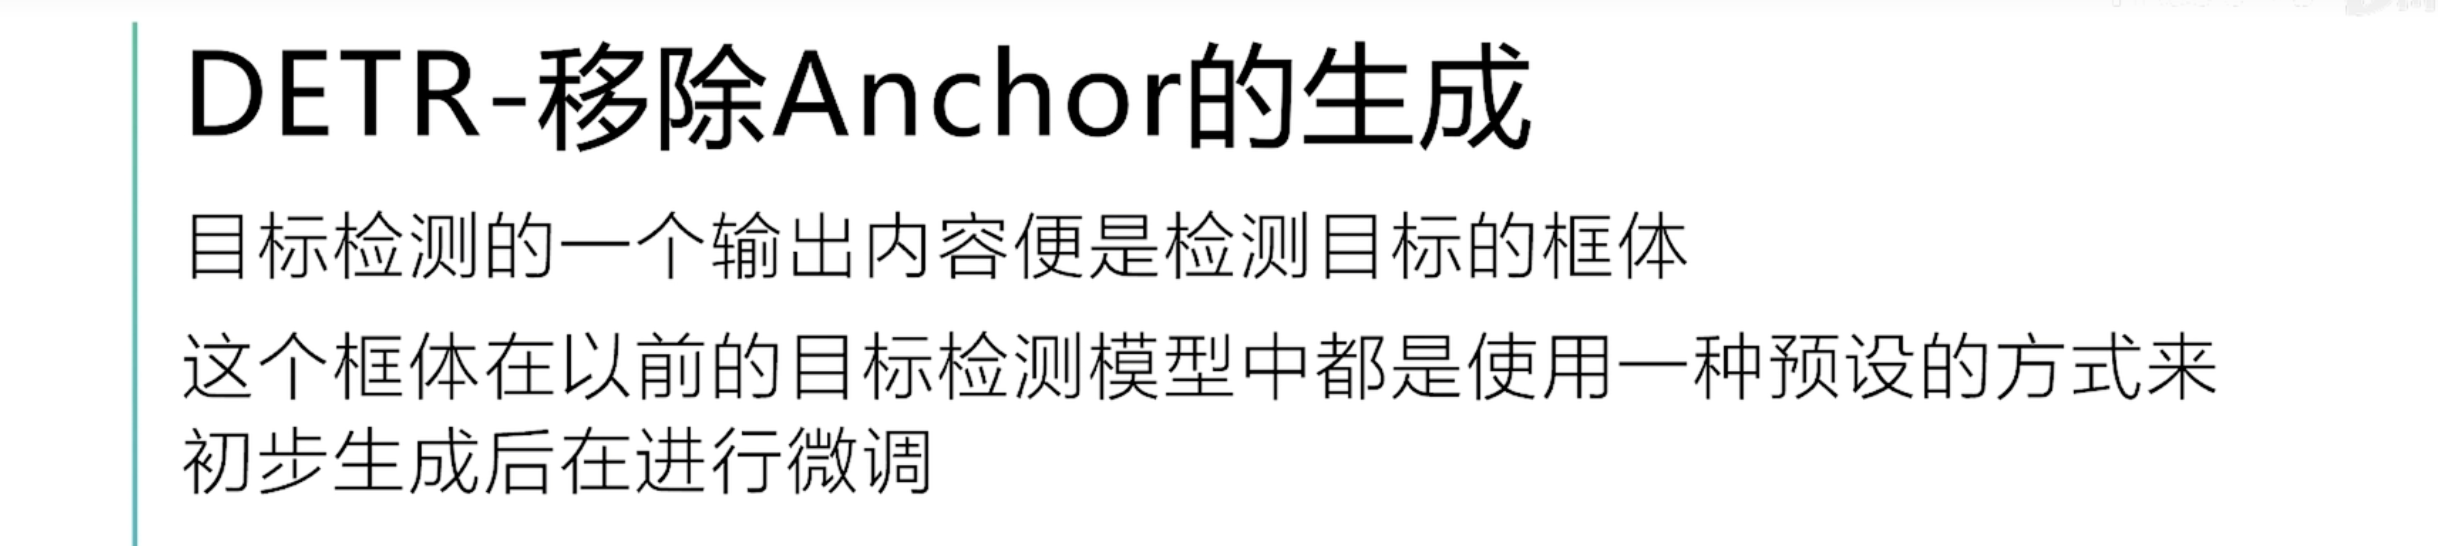 DETR-移除Anchor的生成
目标检测的一个输出内容便是检测目标的框体
这个框体在以前的目标检测模型中都是使用一种预设的方式来
初步生成后在进行微调